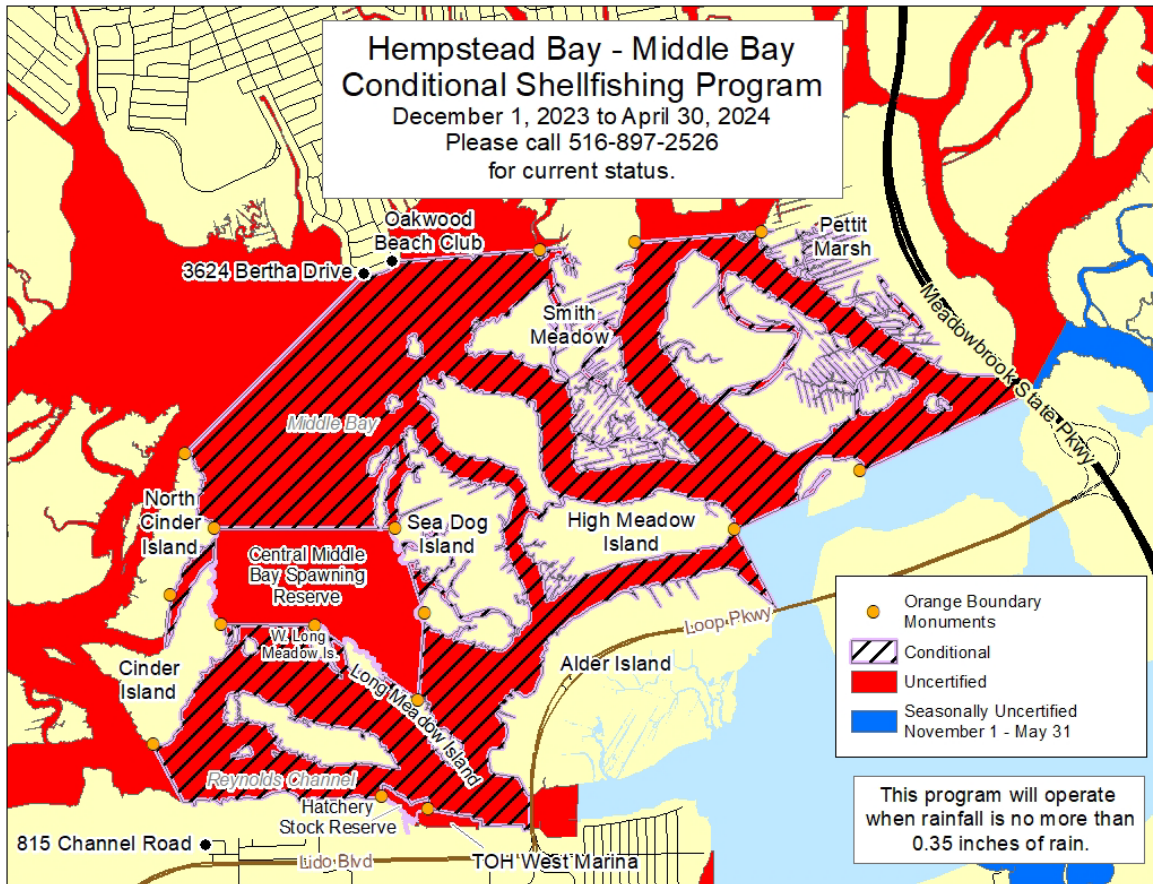 Hempstead Bay - Middle Bay
Conditional Shellfishing Program
December 1, 2023 to April 30, 2024
Please call 516-897-2526
for current status.
Oakwood
Beach Club
3624 Bertha Drive
Pettit
Marsh
Smith
Meadow
Meadowbrook State Pkwy
Middle Bay
North
Cinder
Island
Sea Dog
Island
High Meadow
Island
Central Middle
Bay Spawning
Reserve
W. Long
Meadow Is.
Loop Pkwy
Cinder
Island
Long Meadow Island
Alder Island
Reynolds Channel
Hatchery
Stock Reserve
815 Channel Road
Lido Blvd
TOH West Marina
Orange Boundary
Monuments
Conditional
Uncertified
Seasonally Uncertified
November 1 - May 31
This program will operate
when rainfall is no more than
0.35 inches of rain.